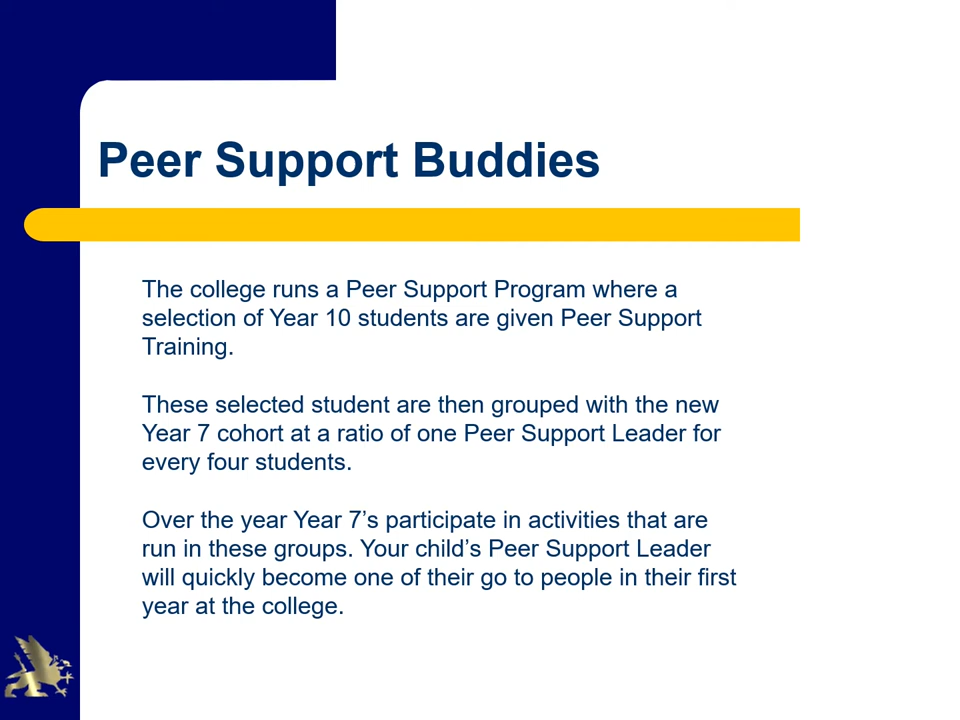 Peer Support Buddies
The college runs a Peer Support Program where a
selection of Year 10 students are given Peer Support
Training.
These selected student are then grouped with the new
Year 7 cohort at a ratio of one Peer Support Leader for
every four students.
Over the year Year 7’s participate in activities that are
run in these groups. Your child’s Peer Support Leader
will quickly become one of their go to people in their first
year at the college.